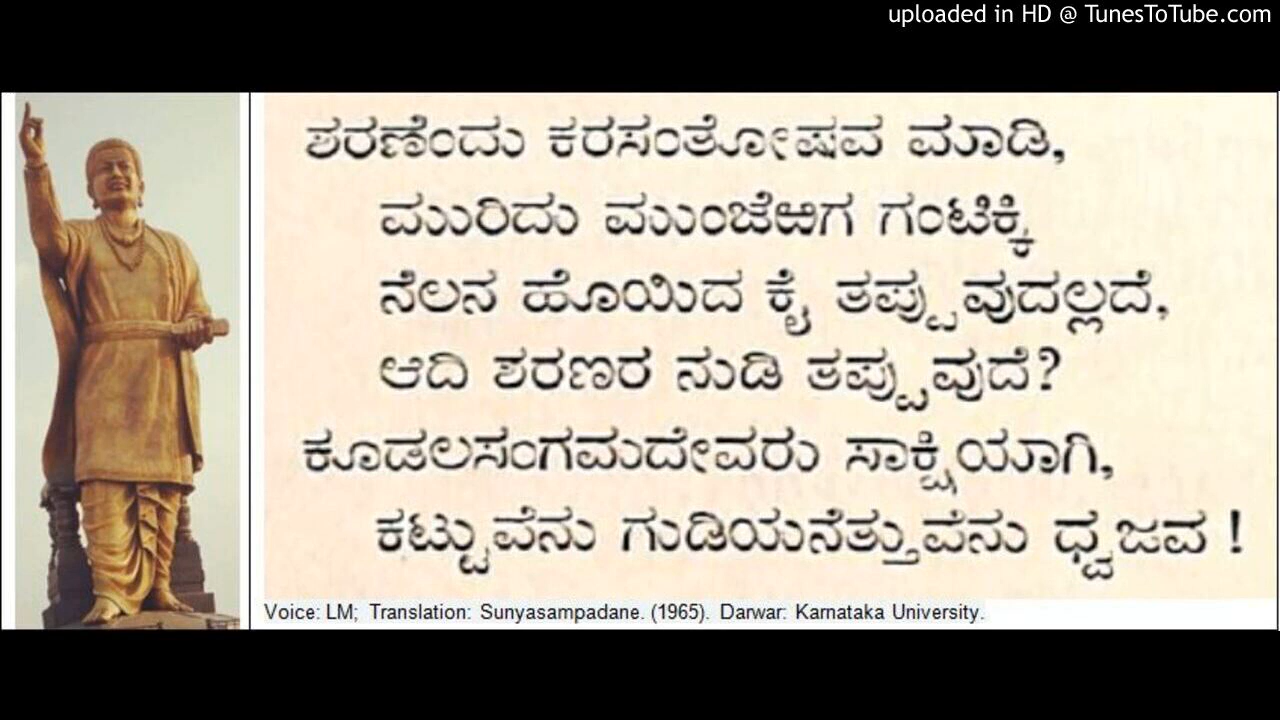 uploaded in HD @ TunesToTube.com
ಶರಣೆಂದು ಕರಸಂತೋಷವ ಮಾಡಿ,
ಮುರಿದು ಮುಂಜೆಱಗ ಗಂಟಿಕ್ಕಿ
ನೆಲನ ಹೊಯಿದ ಕೈ ತಪ್ಪುವುದಲ್ಲದೆ,
ಆದಿ ಶರಣರ ನುಡಿ ತಪ್ಪುವುದೆ?
ಕೂಡಲಸಂಗಮದೇವರು ಸಾಕ್ಷಿಯಾಗಿ,
ಕಟ್ಟುವೆನು ಗುಡಿಯನೆತ್ತುವೆನು ಧ್ವಜವ !
Voice: LM; Translation: Sunyasampadane. (1965). Darwar: Karnataka University.